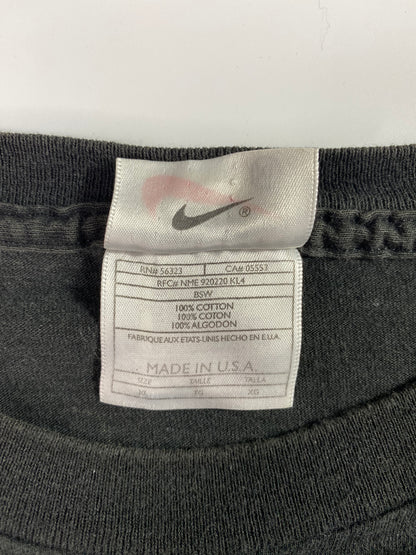 ®
RN# 56323 CA# 05553
RFC# NME 920220 KL4
BSW
100% COTTON
100% COTON
100% ALGODON
FABRIQUE AUX ETATS-UNIS HECHO EN E.U.A.
MADE IN U.S.A.
SIZE TAILLE TALLA
XL TG XG